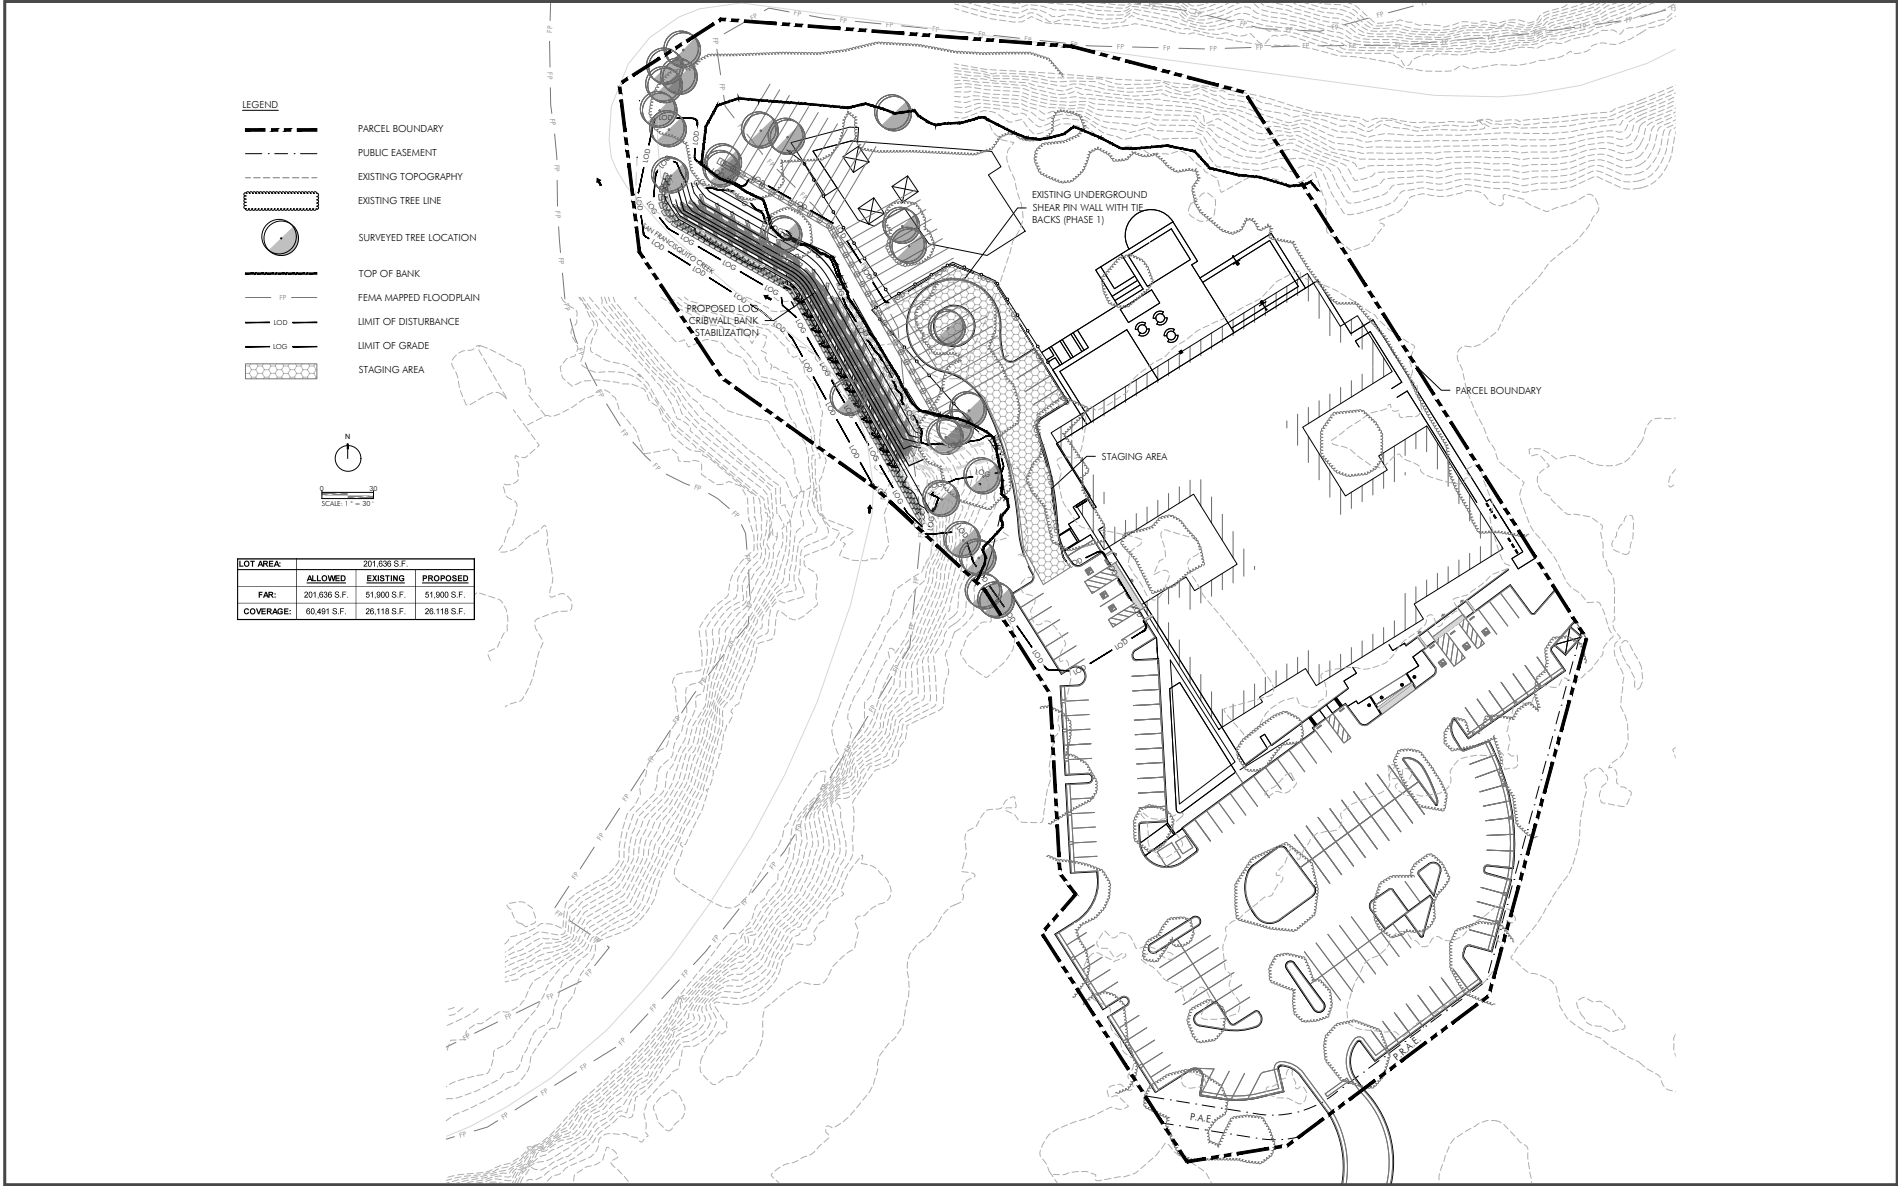 LEGEND
PARCEL BOUNDARY
PUBLIC EASEMENT
EXISTING TOPOGRAPHY
EXISTING TREE LINE
SURVEYED TREE LOCATION
TOP OF BANK
FP FEMA MAPPED FLOODPLAIN
LOD LIMIT OF DISTURBANCE
LOG LIMIT OF GRADE
STAGING AREA
N
0 30
SCALE: 1" = 30'
LOT AREA: 201,636 S.F.
ALLOWED EXISTING PROPOSED
FAR: 201,636 S.F. 51,900 S.F. 51,900 S.F.
COVERAGE: 60,491 S.F. 26,118 S.F. 26.118 S.F.
EXISTING UNDERGROUND
SHEAR PIN WALL WITH TIE
BACKS (PHASE 1)
SAN FRANCISQUITO CREEK
PROPOSED LOG
CRIBWALL BANK
STABILIZATION
PARCEL BOUNDARY
STAGING AREA
P.A.E.